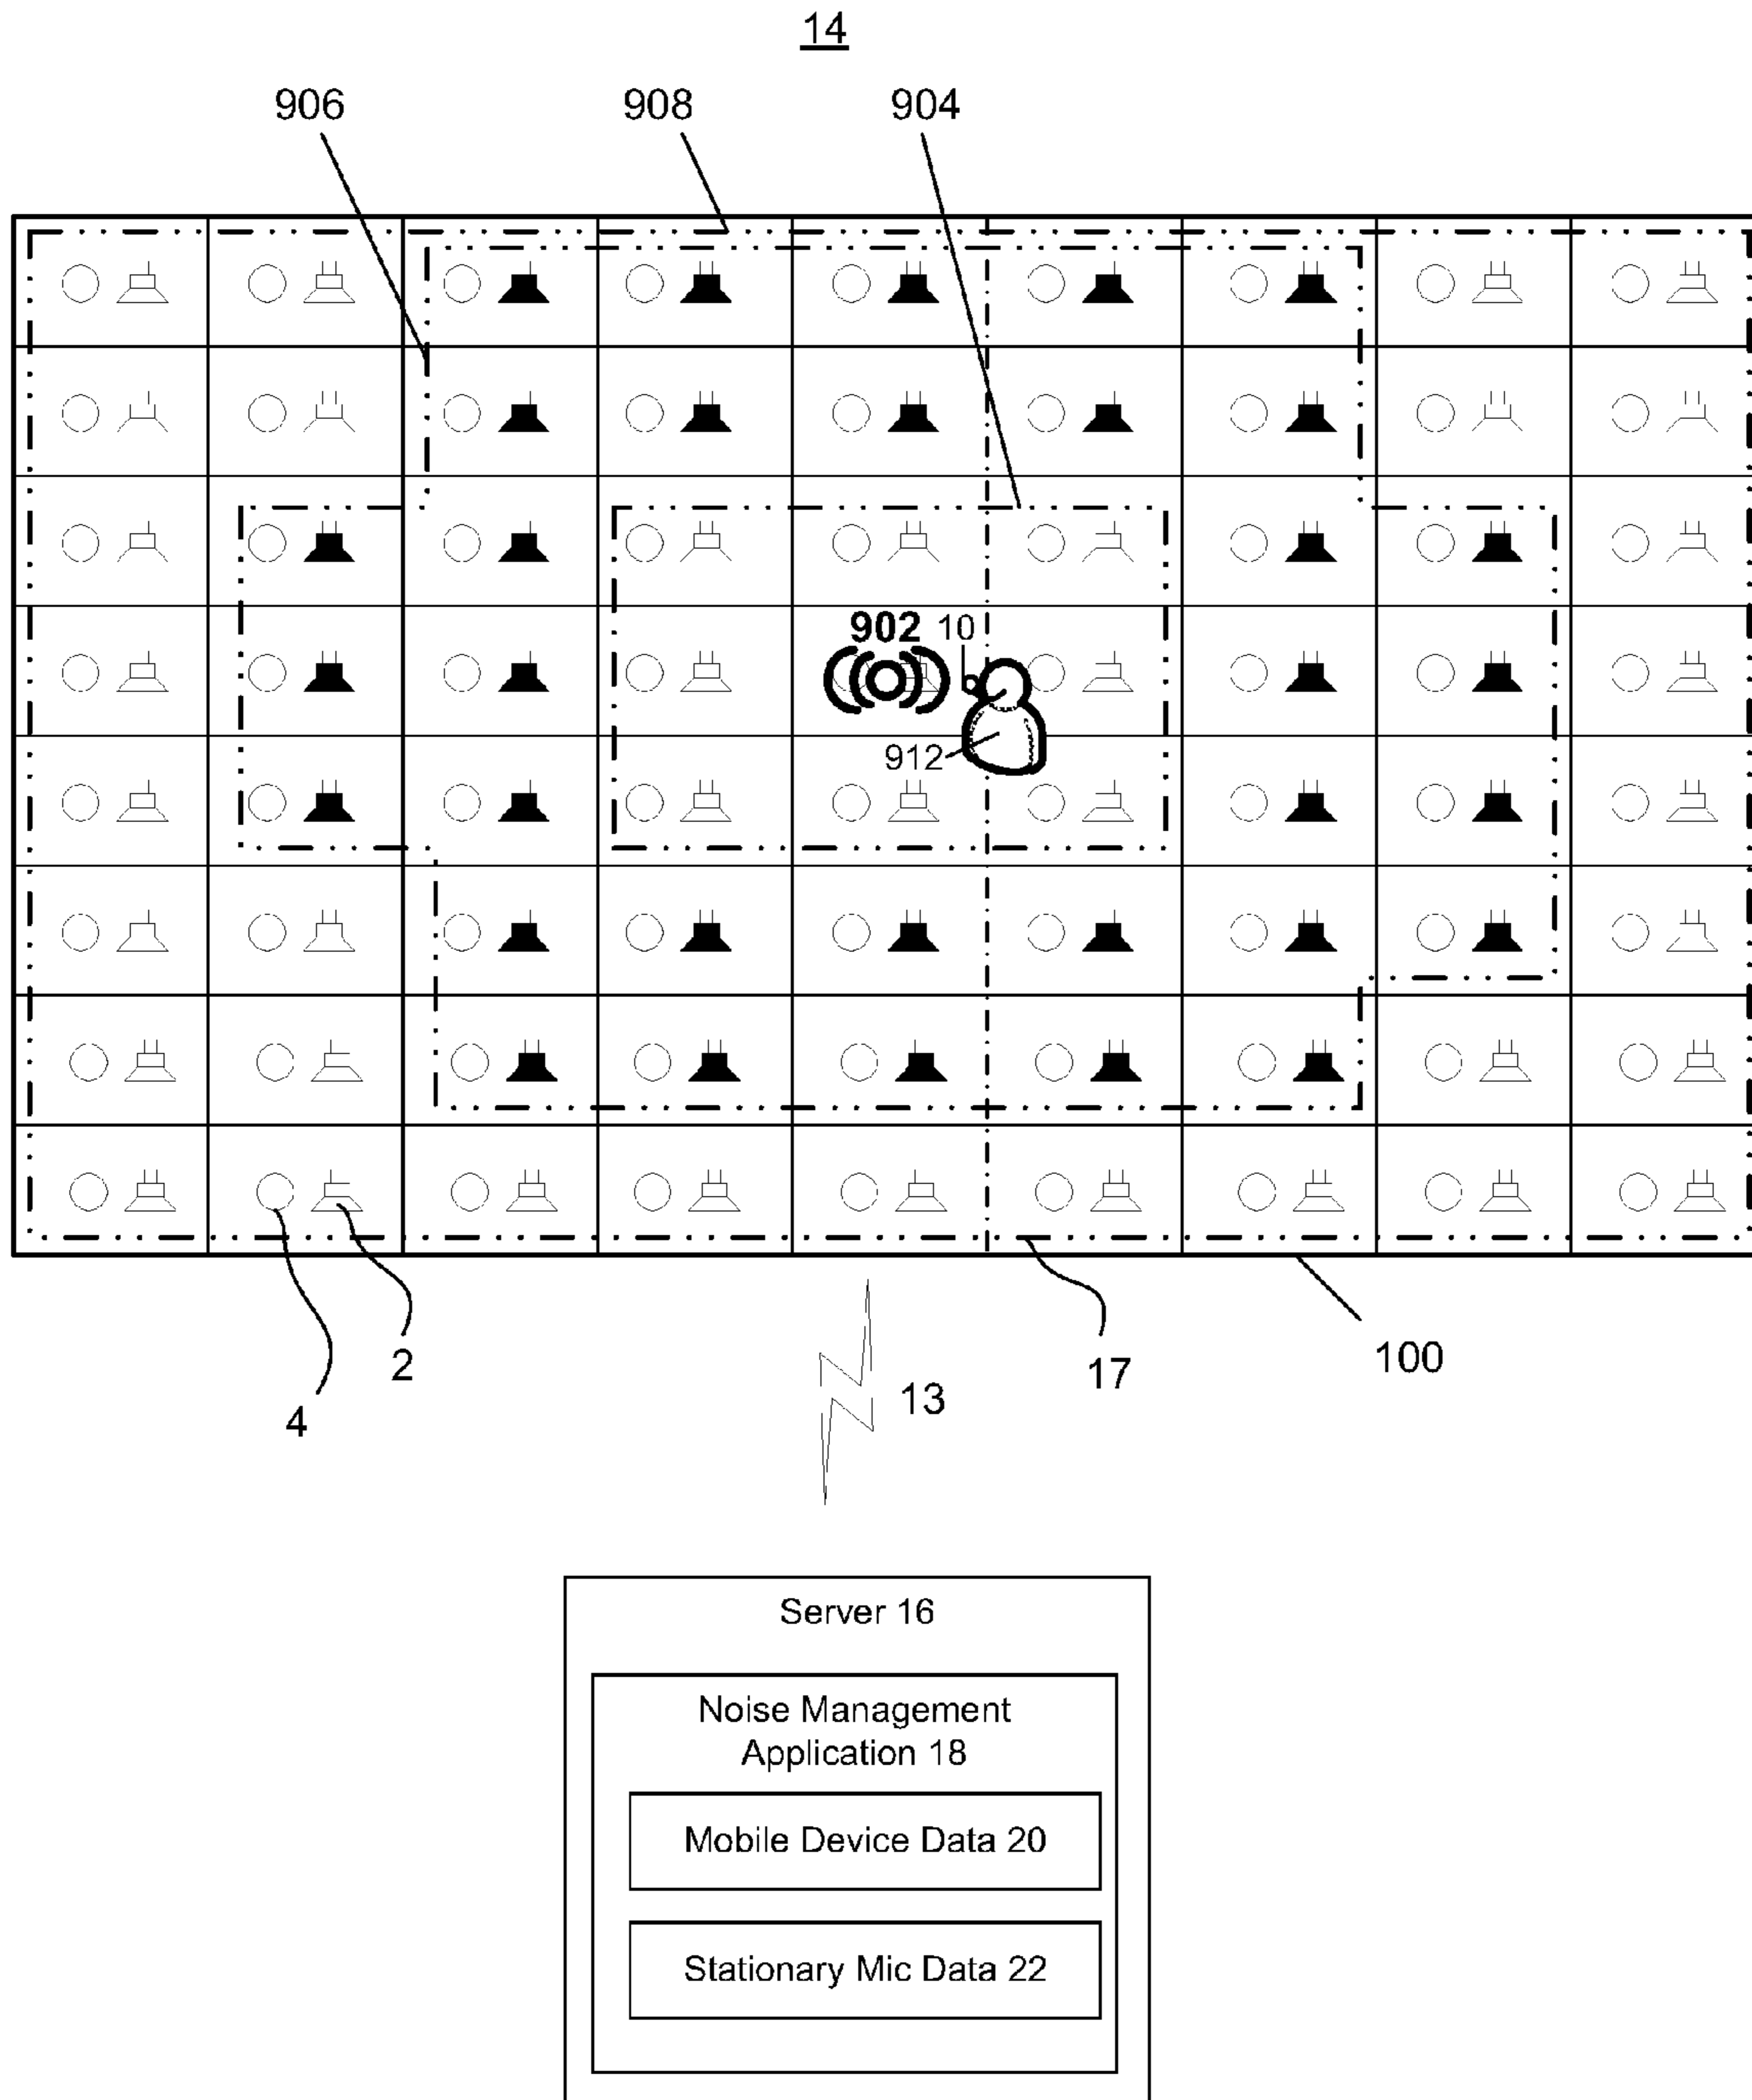 14
906
908
904
902
10
912
2
4
13
17
100
Server 16
Noise Management
Application 18
Mobile Device Data 20
Stationary Mic Data 22